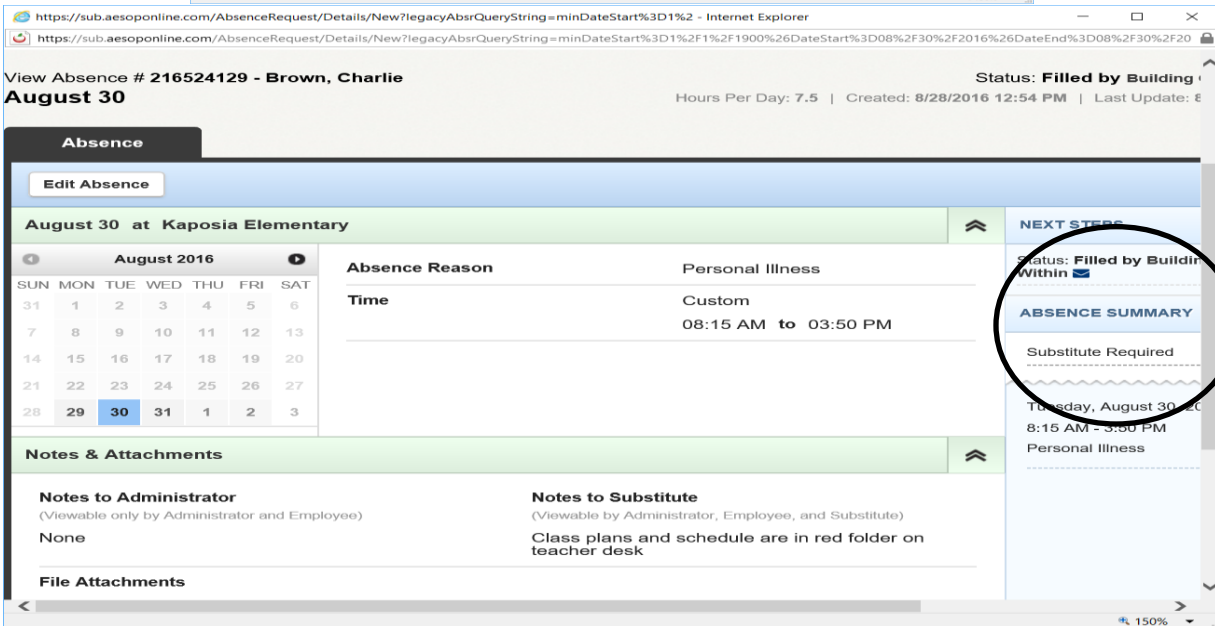 https://sub.aesoponline.com/AbsenceRequest/Details/New?legacyAbsrQueryString=minDateStart%3D1%2 - Internet Explorer
https://sub.aesoponline.com/AbsenceRequest/Details/New?legacyAbsrQueryString=minDateStart%3D1%2F1%2F1900%26DateStart%3D08%2F30%2F2016%26DateEnd%3D08%2F30%2F20
View Absence # 216524129 - Brown, Charlie
Status: Filled by Building
August 30
Hours Per Day: 7.5 | Created: 8/28/2016 12:54 PM | Last Update:
Absence
Edit Absence
August 30 at Kaposia Elementary
August 2016
SUN MON TUE WED THU FRI SAT
31 1 2 3 4 5 6
7 8 9 10 11 12 13
14 15 16 17 18 19 20
21 22 23 24 25 26 27
28 29 30 31 1 2 3
Absence Reason Personal Illness
Time Custom
08:15 AM to 03:50 PM
NEXT STEPS
Status: Filled by Buildin
Within
ABSENCE SUMMARY
Substitute Required
Tuesday, August 30, 20
8:15 AM - 3:50 PM
Personal Illness
Notes & Attachments
Notes to Administrator
(Viewable only by Administrator and Employee)
None
Notes to Substitute
(Viewable by Administrator, Employee, and Substitute)
Class plans and schedule are in red folder on
teacher desk
File Attachments
150%